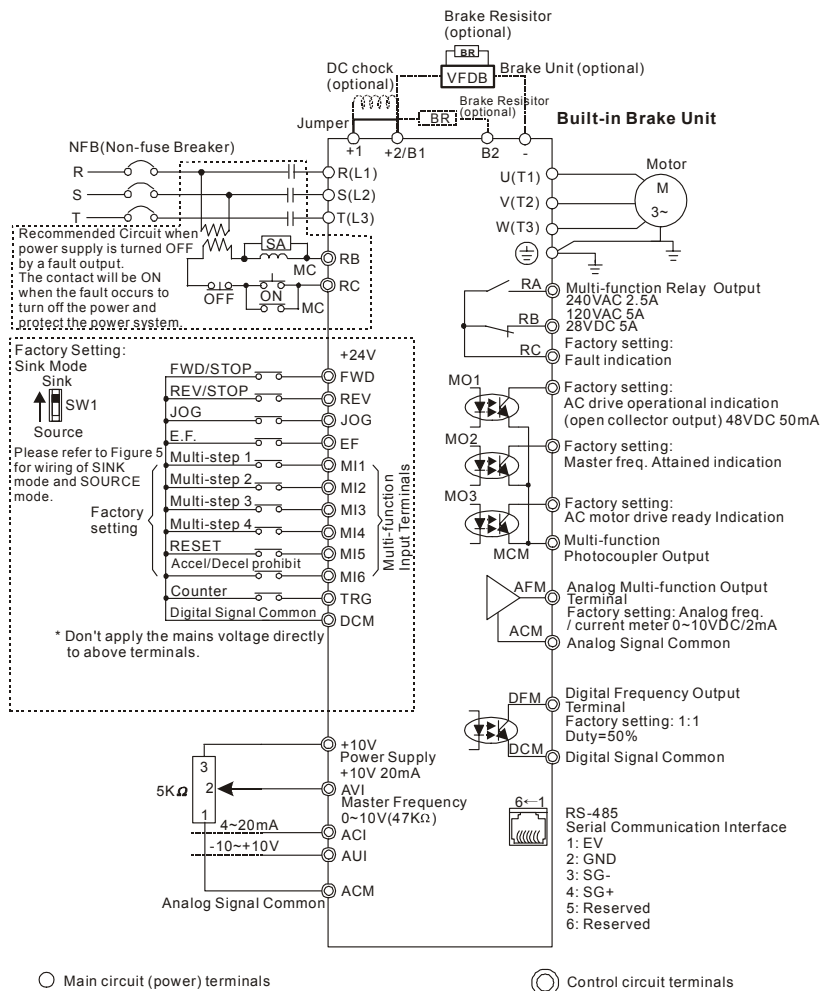 Brake Resisitor
(optional)
BR
VFDB
Brake Unit (optional)
DC chock
(optional)
Brake Resisitor
(optional)
BR
Jumper
Built-in Brake Unit
+1
+2/B1
B2
-
NFB(Non-fuse Breaker)
R
S
T
R(L1)
S(L2)
T(L3)
U(T1)
V(T2)
W(T3)
Motor
M
3~
Recommended Circuit when
power supply is turned OFF
by a fault output.
The contact will be ON
when the fault occurs to
turn off the power and
protect the power system.
SA
MC
OFF
ON
MC
RB
RC
RA
RB
RC
Multi-function Relay Output
240VAC 2.5A
120VAC 5A
28VDC 5A
Factory setting:
Fault indication
Factory Setting:
Sink Mode
Sink
SW1
Source
Please refer to Figure 5
for wiring of SINK
mode and SOURCE
mode.
Factory
setting
+24V
FWD/STOP
FWD
REV/STOP
REV
JOG
JOG
E.F.
EF
Multi-step 1
MI1
Multi-step 2
MI2
Multi-step 3
MI3
Multi-step 4
MI4
RESET
MI5
Accel/Decel prohibit
MI6
Counter
TRG
Digital Signal Common
DCM
Multi-function
Input Terminals
* Don't apply the mains voltage directly
to above terminals.
MO1
Factory setting:
AC drive operational indication
(open collector output) 48VDC 50mA
MO2
Factory setting:
Master freq. Attained indication
MO3
Factory setting:
AC motor drive ready Indication
MCM
Multi-function
Photocoupler Output
AFM
Analog Multi-function Output
Terminal
Factory setting: Analog freq.
/ current meter 0~10VDC/2mA
ACM
Analog Signal Common
DFM
Digital Frequency Output
Terminal
Factory setting: 1:1
Duty=50%
DCM
Digital Signal Common
+10V
Power Supply
+10V 20mA
3
2
1
5KΩ
AVI
Master Frequency
0~10V(47KΩ)
4~20mA
ACI
-10~+10V
AUI
ACM
Analog Signal Common
6←1
RS-485
Serial Communication Interface
1: EV
2: GND
3: SG-
4: SG+
5: Reserved
6: Reserved
Main circuit (power) terminals
Control circuit terminals